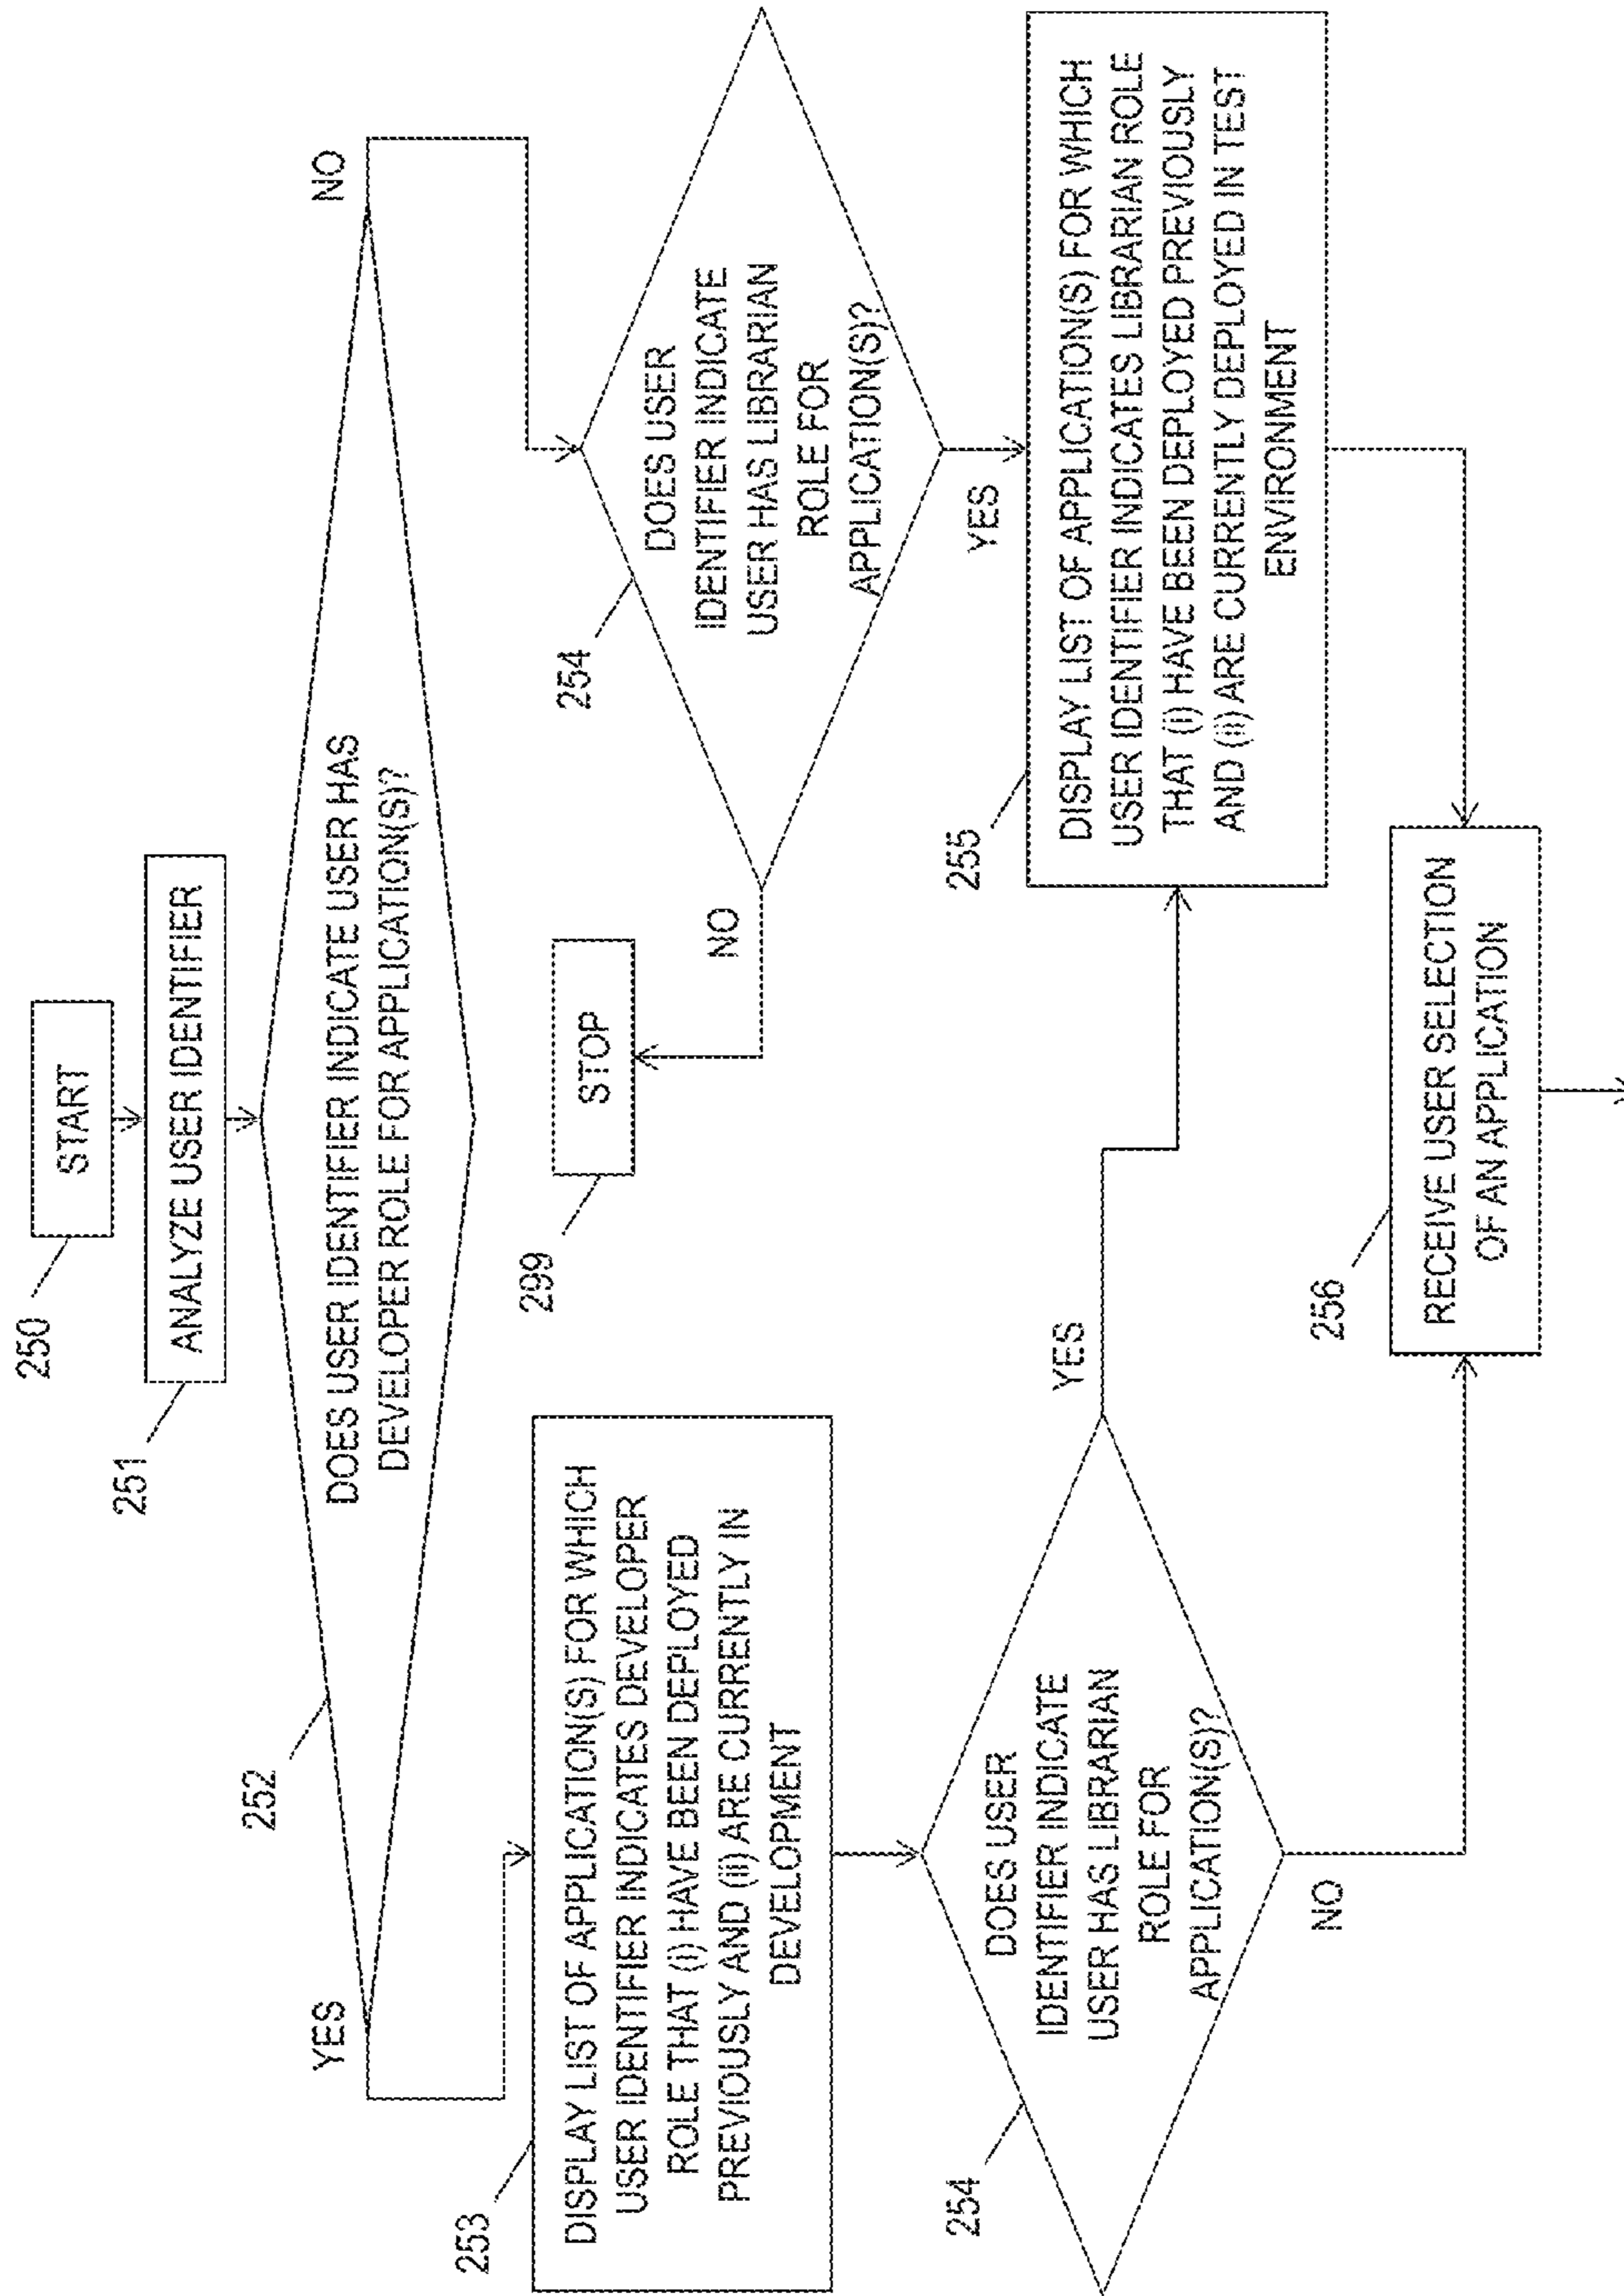 250
START
251
ANALYZE USER IDENTIFIER
252
DOES USER IDENTIFIER INDICATE USER HAS
DEVELOPER ROLE FOR APPLICATION(S)?
YES
NO
253
DISPLAY LIST OF APPLICATION(S) FOR WHICH
USER IDENTIFIER INDICATES DEVELOPER
ROLE THAT (i) HAVE BEEN DEPLOYED
PREVIOUSLY AND (ii) ARE CURRENTLY IN
DEVELOPMENT
299
STOP
254
DOES USER
IDENTIFIER INDICATE
USER HAS LIBRARIAN
ROLE FOR
APPLICATION(S)?
NO
YES
254
DOES USER
IDENTIFIER INDICATE
USER HAS LIBRARIAN
ROLE FOR
APPLICATION(S)?
YES
NO
255
DISPLAY LIST OF APPLICATION(S) FOR WHICH
USER IDENTIFIER INDICATES LIBRARIAN ROLE
THAT (i) HAVE BEEN DEPLOYED PREVIOUSLY
AND (ii) ARE CURRENTLY DEPLOYED IN TEST
ENVIRONMENT
256
RECEIVE USER SELECTION
OF AN APPLICATION